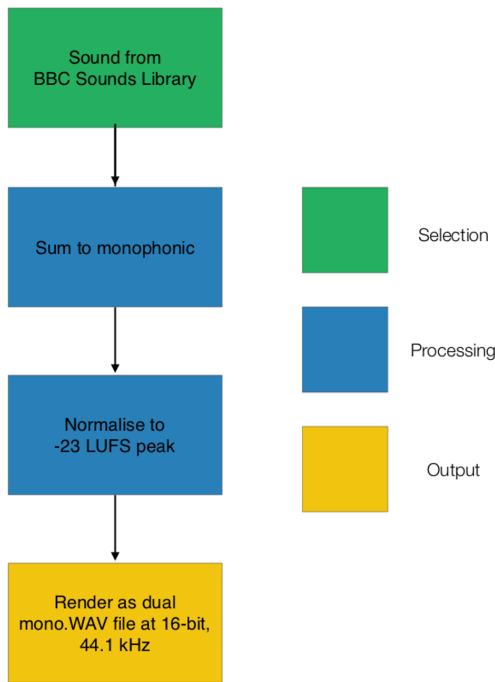 Sound from
BBC Sounds Library
Sum to monophonic
Normalise to
-23 LUFS peak
Render as dual
mono.WAV file at 16-bit,
44.1 kHz
Selection
Processing
Output